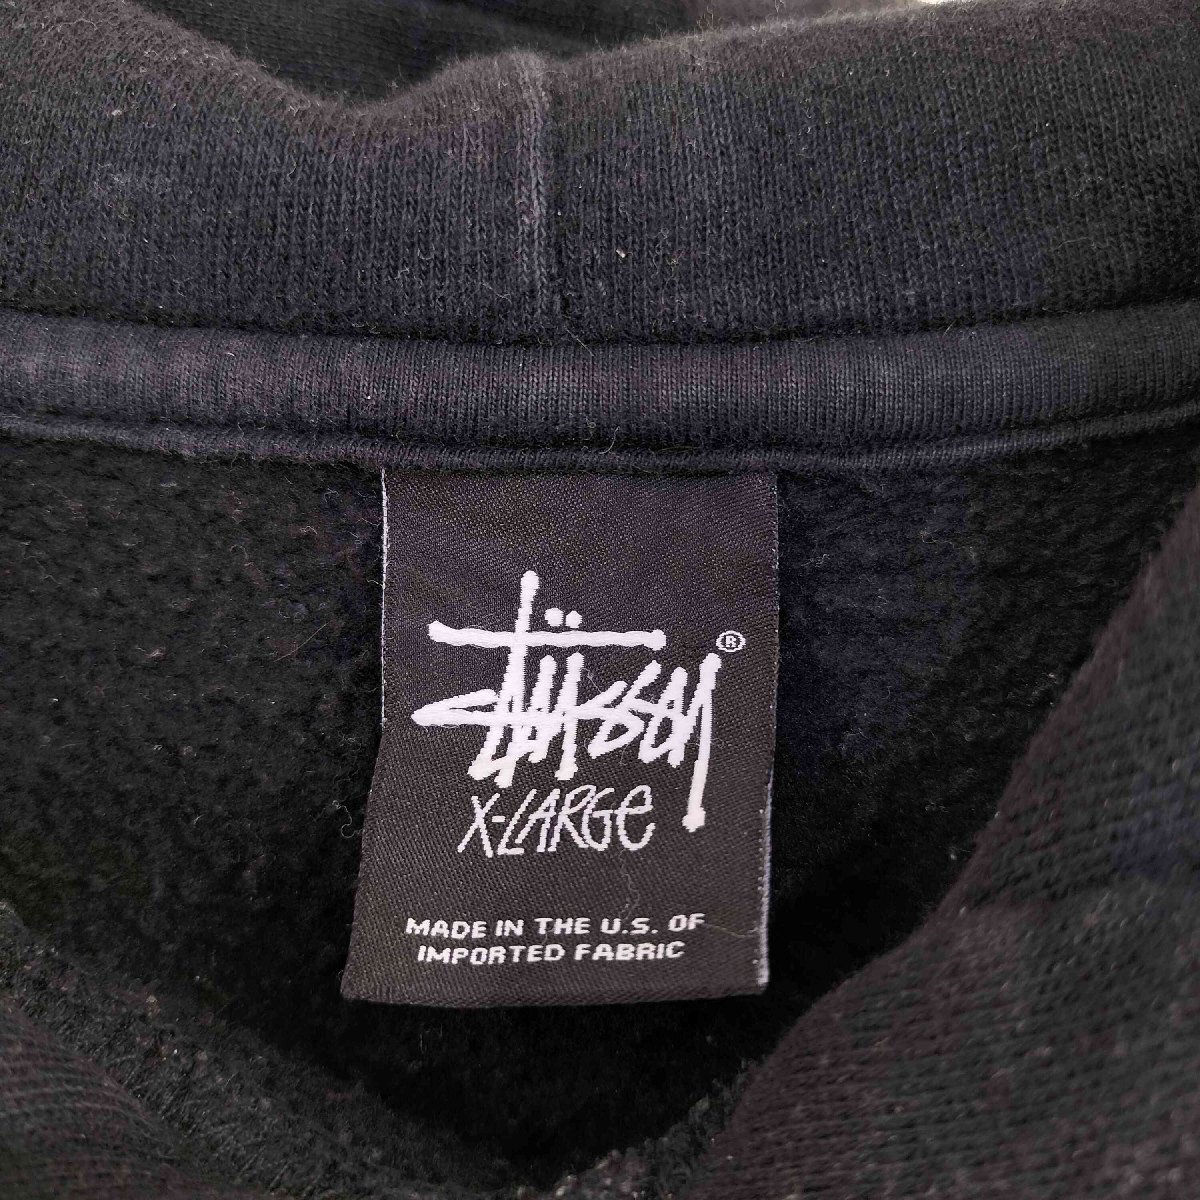 Stüssy ®
X-LARGE
MADE IN THE U.S. OF
IMPORTED FABRIC